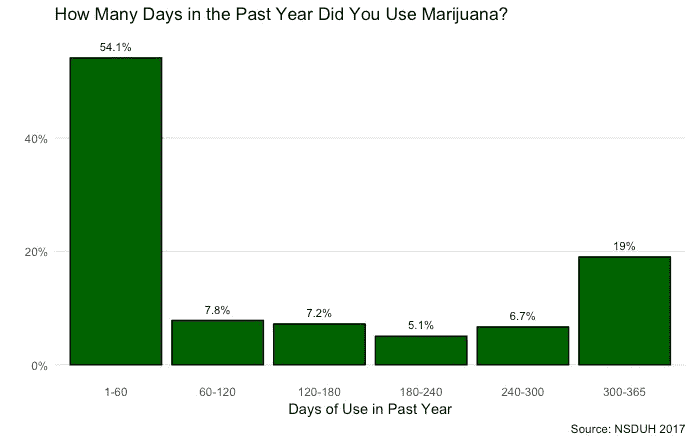 How Many Days in the Past Year Did You Use Marijuana?
54.1%
40%
20%
19%
7.8%
7.2%
5.1%
6.7%
0%
1-60 60-120 120-180 180-240 240-300 300-365
Days of Use in Past Year
Source: NSDUH 2017